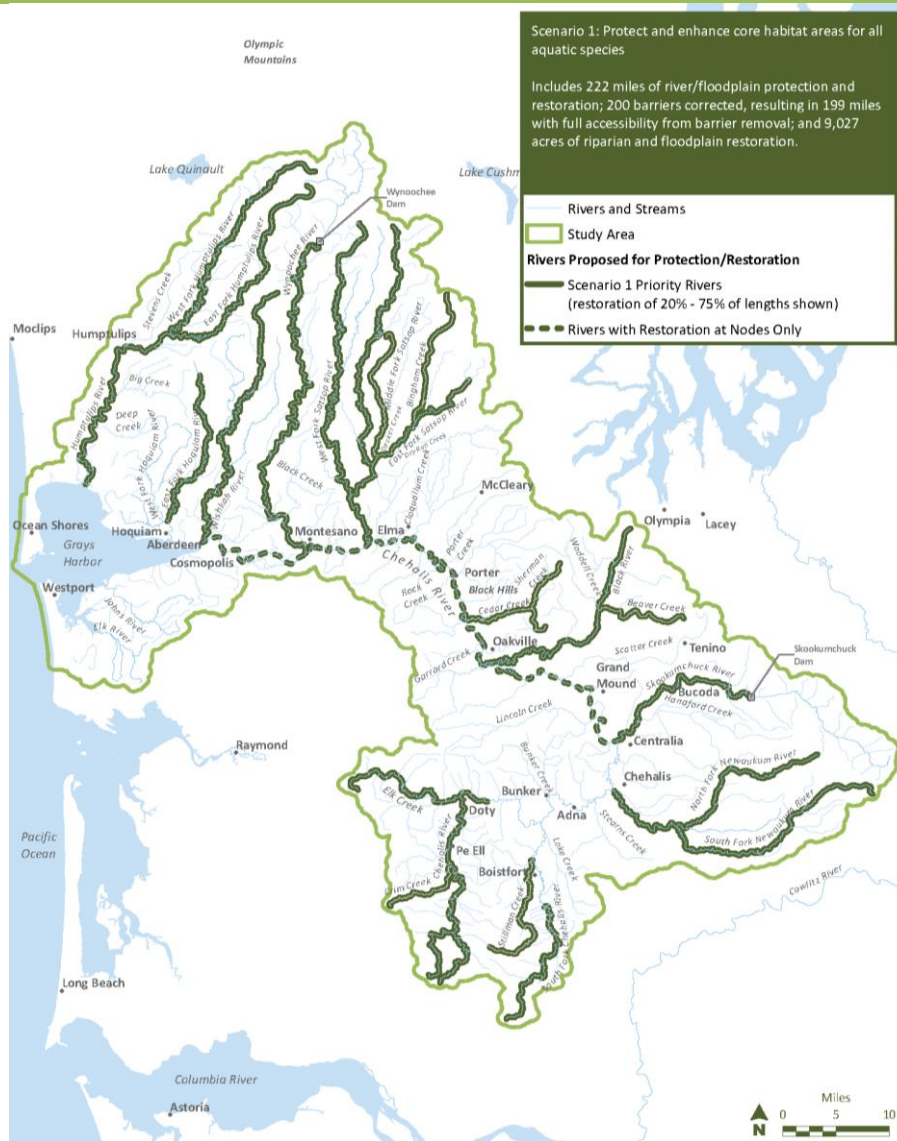 Scenario 1: Protect and enhance core habitat areas for all
aquatic species
Includes 222 miles of river/floodplain protection and
restoration; 200 barriers corrected, resulting in 199 miles
with full accessibility from barrier removal; and 9,027
acres of riparian and floodplain restoration.
Rivers and Streams
Study Area
Rivers Proposed for Protection/Restoration
Scenario 1 Priority Rivers
(restoration of 20% - 75% of lengths shown)
Rivers with Restoration at Nodes Only
Olympic
Mountains
Lake Quinault
Lake Cushm
Wynoochee
Dam
West Fork Humptulips River
East Fork Humptulips River
Wynoochee River
Stevens Creek
Moclips
Humptulips
Humptulips River
Big Creek
Deep
Creek
West Fork Hoquiam River
East Fork Hoquiam River
Wishkah River
Black Creek
West Fork Satsop River
Middle Fork Satsop River
Bingham Creek
Decker Creek
East Fork Satsop River
Dry Run Creek
Cloquallum Creek
McCleary
Ocean Shores
Grays
Harbor
Hoquiam
Aberdeen
Cosmopolis
Montesano
Elma
Westport
Johns River
Elk River
Chehalis River
Porter
Creek
Porter
Black Hills
Rock
Creek
Cedar Creek
Sherman
Creek
Waddell Creek
Black River
Beaver Creek
Olympia
Lacey
Oakville
Garrard Creek
Scatter Creek
Tenino
Skookumchuck
Dam
Grand
Mound
Skookumchuck River
Bucoda
Hanaford Creek
Lincoln Creek
Centralia
Raymond
Bunker Creek
Chehalis
North Fork Newaukum River
Elk Creek
Bunker
Doty
Adna
Stearns Creek
South Fork Newaukum River
Pacific
Ocean
Chehalis River
Pe Ell
Boistfort
Lake Creek
Crim Creek
Stillman Creek
South Fork Chehalis River
Cowlitz River
Long Beach
Columbia River
Astoria
Miles
0 5 10
N